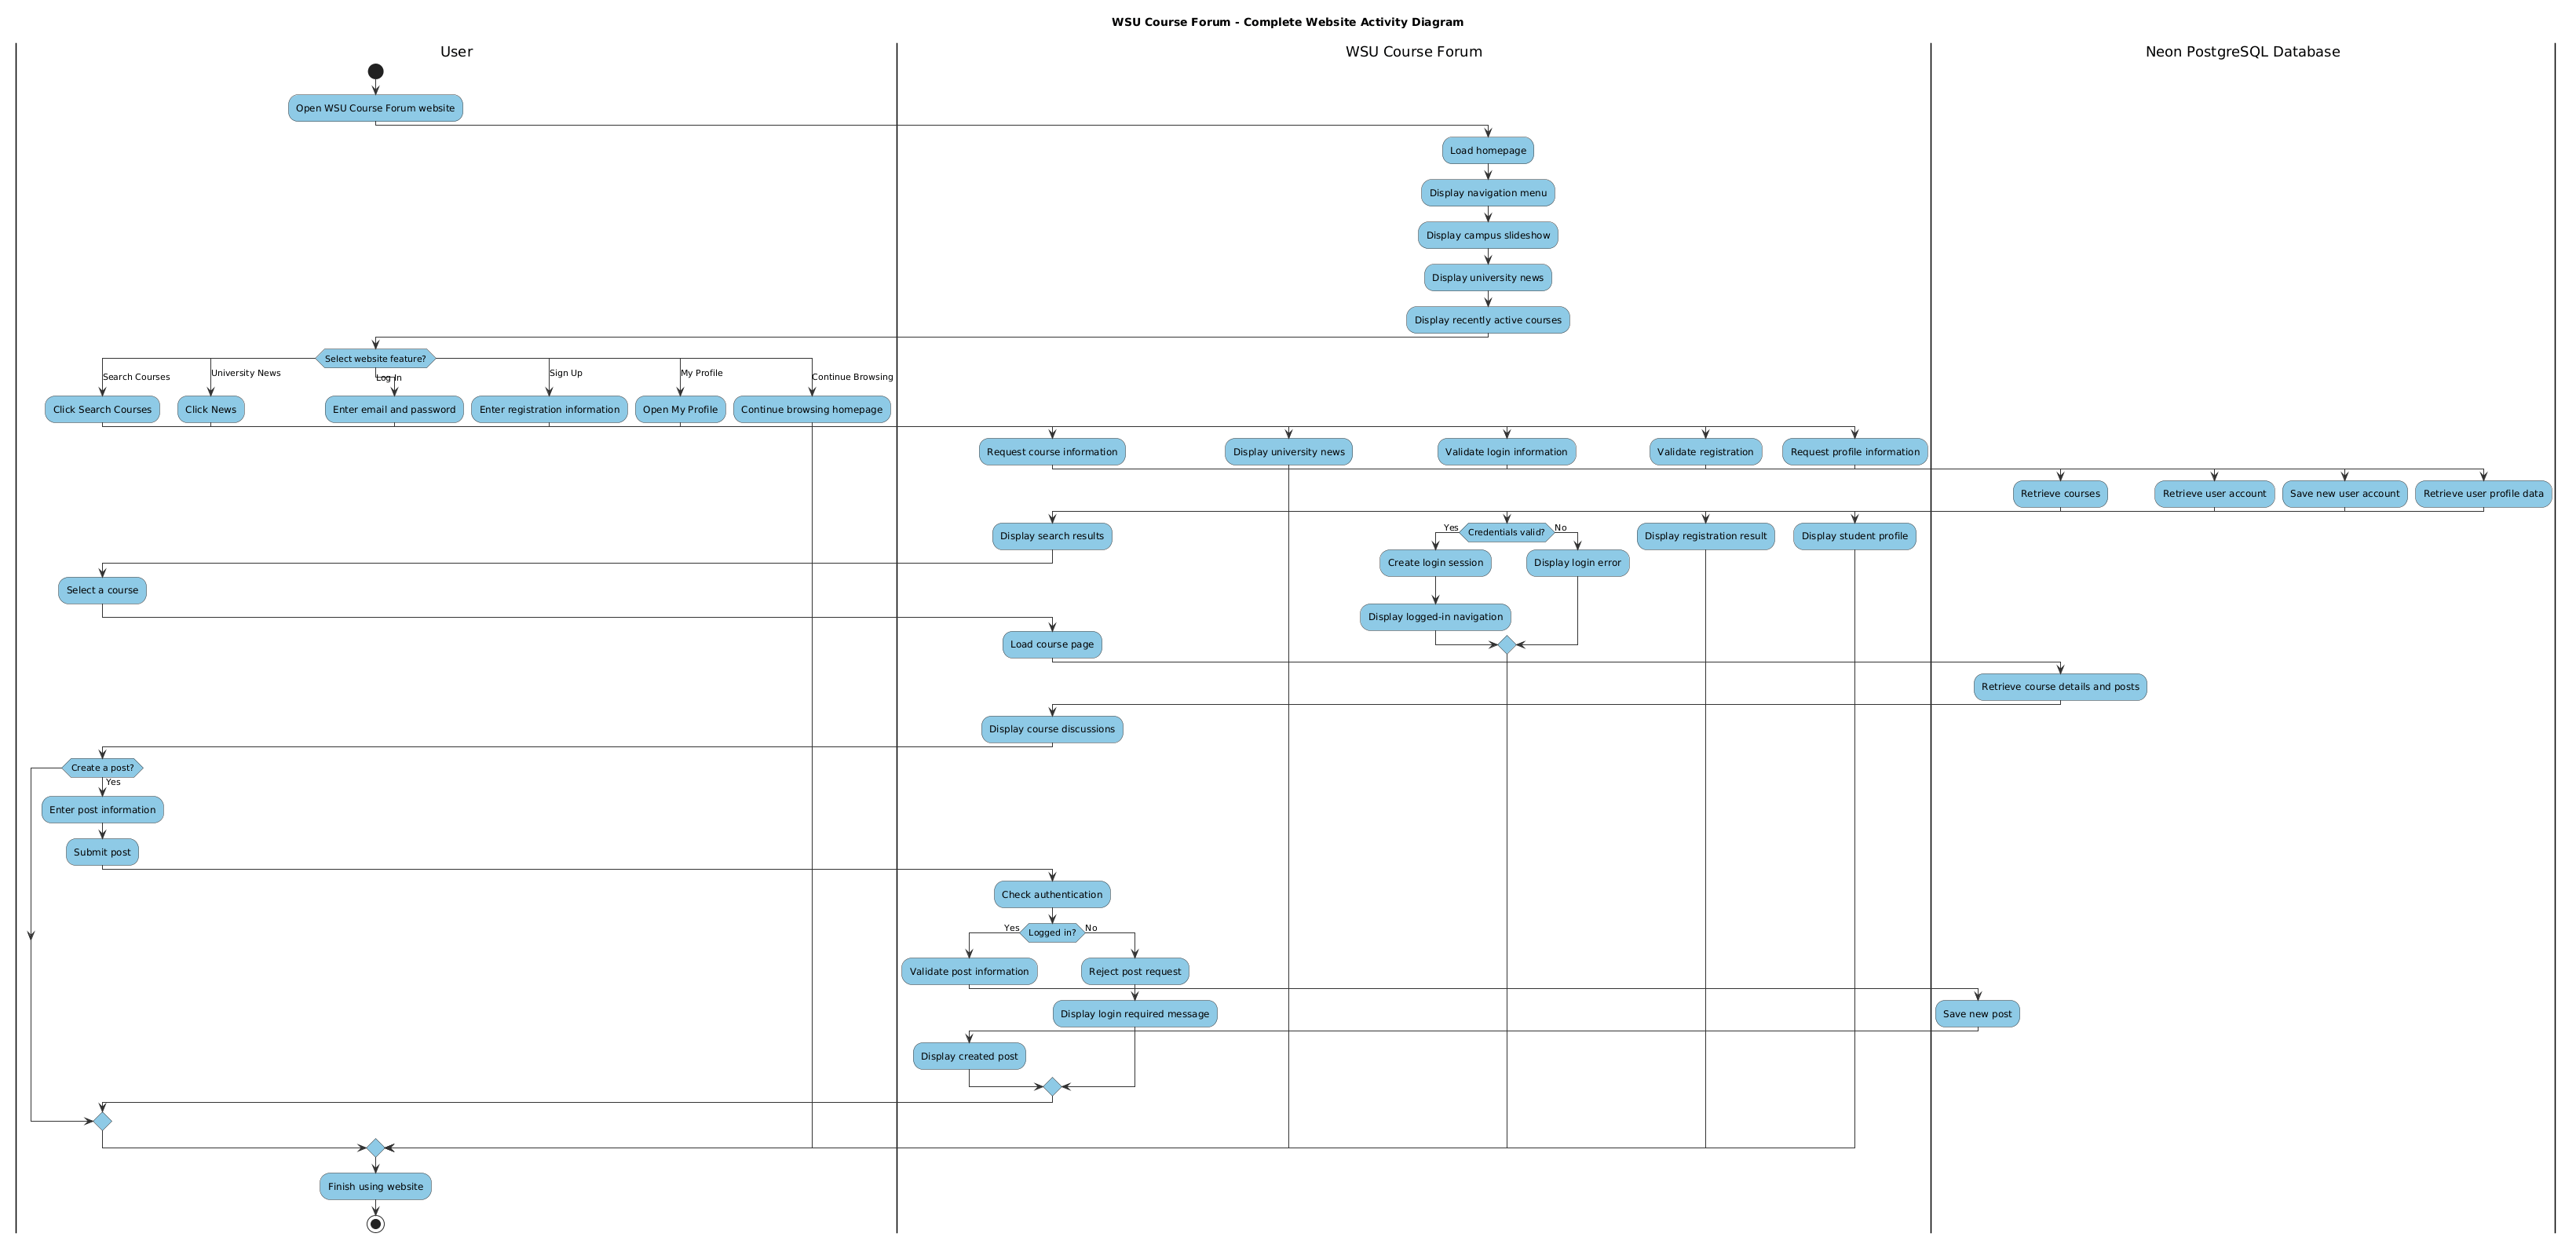 WSU Course Forum - Complete Website Activity Diagram
User
WSU Course Forum
Neon PostgreSQL Database
Open WSU Course Forum website
Load homepage
Display navigation menu
Display campus slideshow
Display university news
Display recently active courses
Select website feature?
Search Courses
University News
Log In
Sign Up
My Profile
Continue Browsing
Click Search Courses
Click News
Enter email and password
Enter registration information
Open My Profile
Continue browsing homepage
Request course information
Display university news
Validate login information
Validate registration
Request profile information
Retrieve courses
Retrieve user account
Save new user account
Retrieve user profile data
Display search results
Yes
Credentials valid?
No
Display registration result
Display student profile
Create login session
Display login error
Select a course
Display logged-in navigation
Load course page
Retrieve course details and posts
Display course discussions
Create a post?
Yes
Enter post information
Submit post
Check authentication
Yes
Logged in?
No
Validate post information
Reject post request
Display login required message
Save new post
Display created post
Finish using website